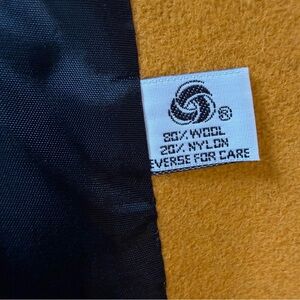 ®
80% WOOL
20% NYLON
EVERSE FOR CARE